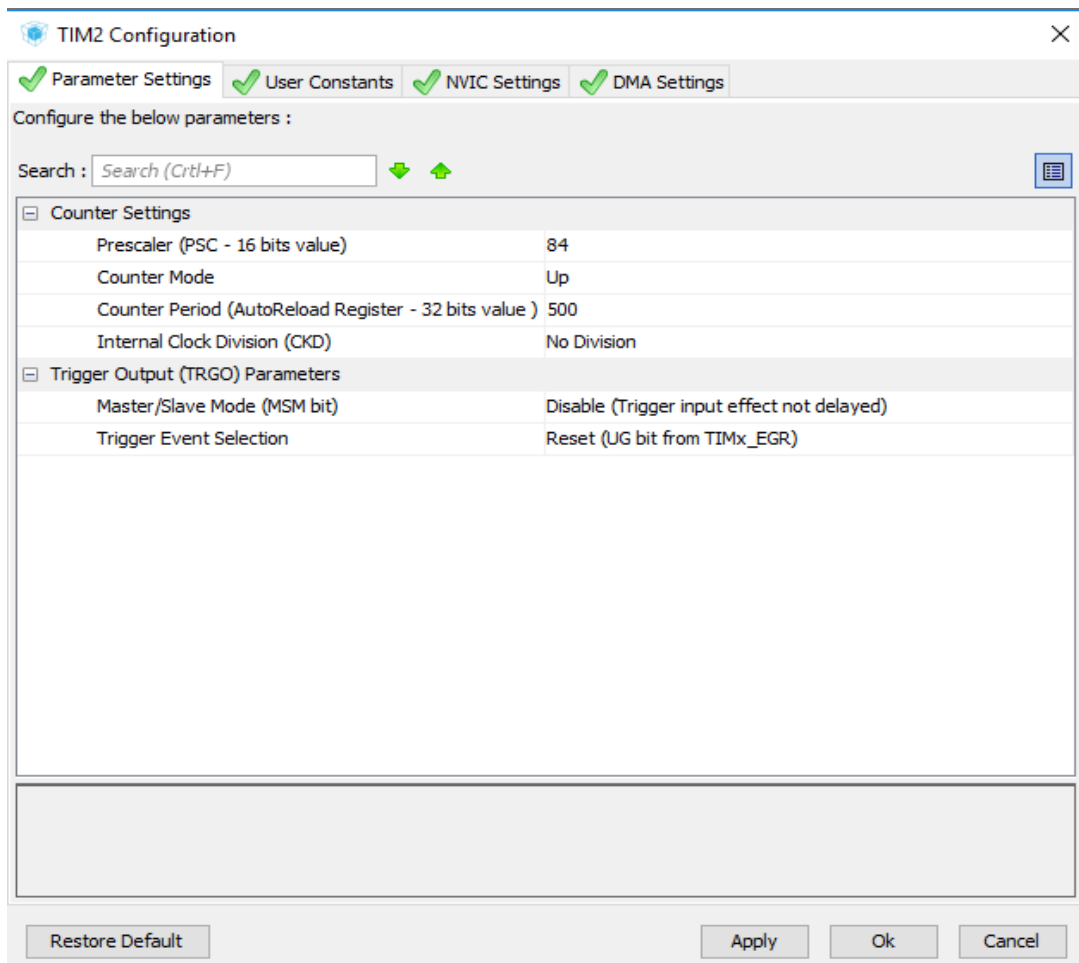 TIM2 Configuration
Parameter Settings User Constants NVIC Settings DMA Settings
Configure the below parameters :
Search : Search (Crtl+F)
Counter Settings
Prescaler (PSC - 16 bits value) 84
Counter Mode Up
Counter Period (AutoReload Register - 32 bits value ) 500
Internal Clock Division (CKD) No Division
Trigger Output (TRGO) Parameters
Master/Slave Mode (MSM bit) Disable (Trigger input effect not delayed)
Trigger Event Selection Reset (UG bit from TIMx_EGR)
Restore Default Apply Ok Cancel